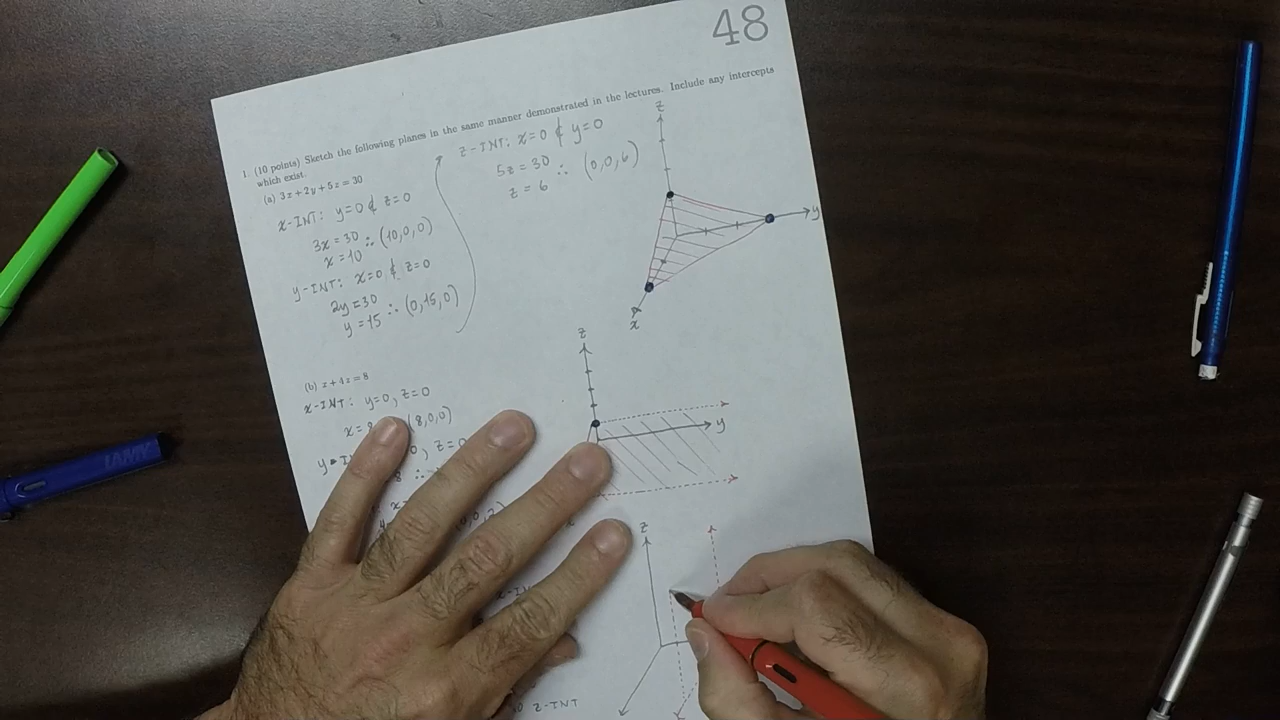 48
1. (10 points) Sketch the following planes in the same manner demonstrated in the lectures. Include any intercepts
which exist.
(a) 3x + 2y + 5z = 30
x-INT: y=0 & z=0
3x = 30 ∴ (10,0,0)
x = 10
y-INT: x=0 & z=0
2y = 30
y = 15 ∴ (0,15,0)
z-INT: x=0 & y=0
5z = 30 ∴ (0,0,6)
z = 6
z
y
x
(b) x + 4z = 8
x-INT: y=0, z=0
x=8 (8,0,0)
z
y
z
z-INT
LAMY